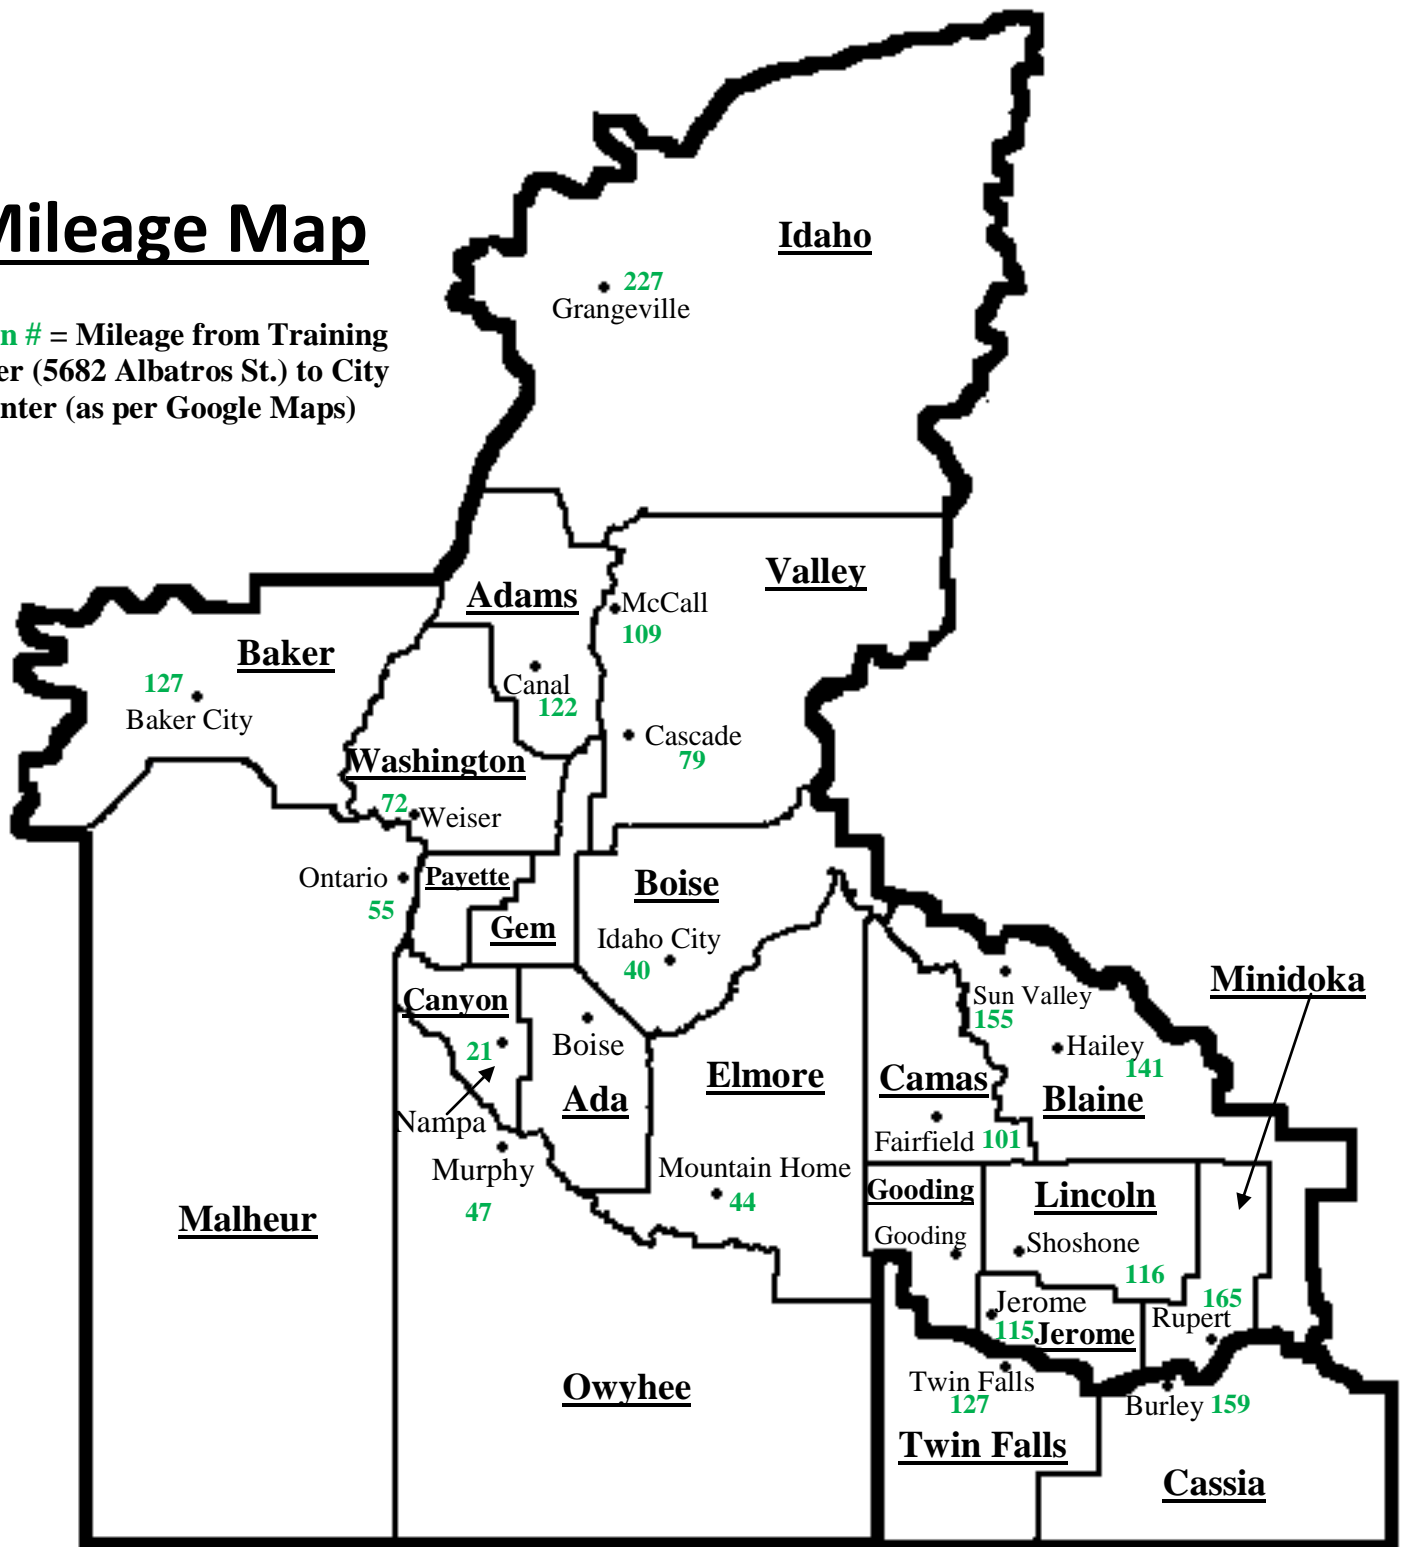 Mileage Map
n # = Mileage from Training
er (5682 Albatros St.) to City
nter (as per Google Maps)
Idaho
227
Grangeville
Valley
Adams
McCall
109
Baker
127
Baker City
Canal
122
Cascade
79
Washington
72
Weiser
Ontario
55
Payette
Boise
Gem
Idaho City
40
Minidoka
Canyon
Sun Valley
155
21
Boise
Hailey
141
Elmore
Camas
Blaine
Ada
Nampa
Fairfield 101
Murphy
47
Mountain Home
44
Gooding
Lincoln
Malheur
Gooding
Shoshone
116
Jerome
165
Rupert
115
Jerome
Twin Falls
127
Owyhee
Burley 159
Twin Falls
Cassia